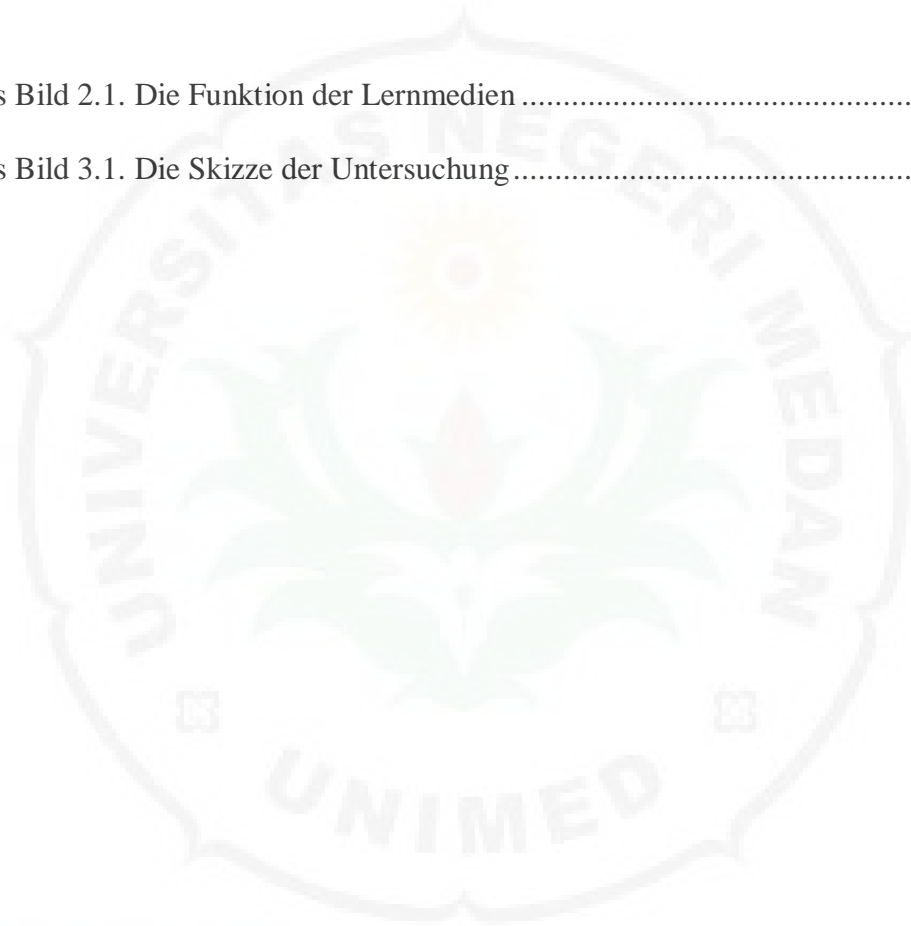 s Bild 2.1. Die Funktion der Lernmedien ................................................
s Bild 3.1. Die Skizze der Untersuchung ................................................
UNIVERSITAS NEGERI MEDAN
UNIMED